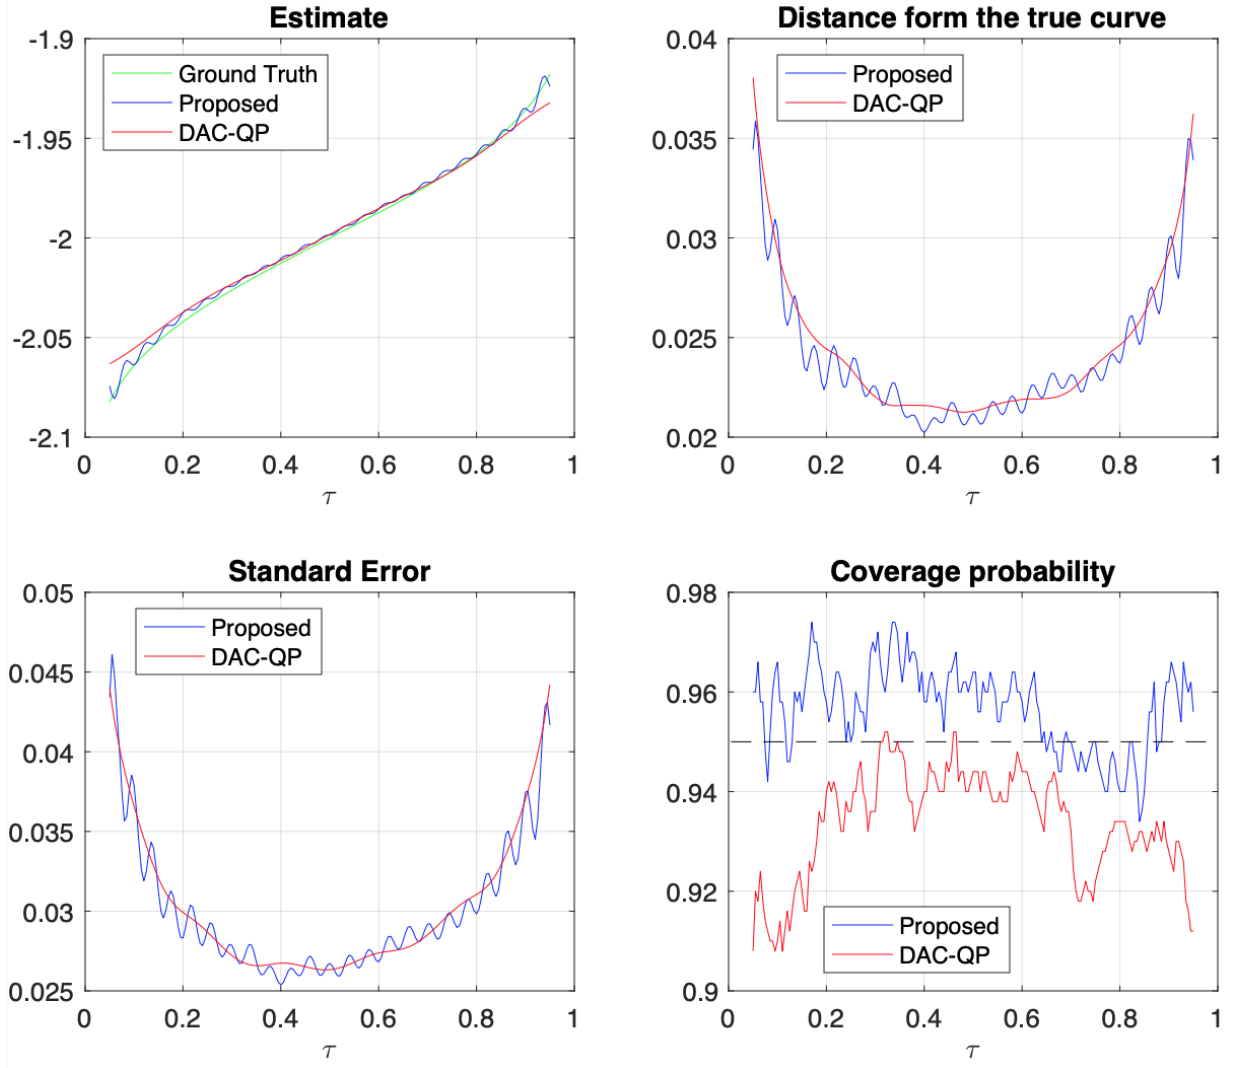 Estimate
-1.9
-1.95
-2
-2.05
-2.1
Ground Truth
Proposed
DAC-QP
0 0.2 0.4 0.6 0.8 1
τ
Distance form the true curve
0.04
0.035
0.03
0.025
0.02
Proposed
DAC-QP
0 0.2 0.4 0.6 0.8 1
τ
Standard Error
0.05
0.045
0.04
0.035
0.03
0.025
Proposed
DAC-QP
0 0.2 0.4 0.6 0.8 1
τ
Coverage probability
0.98
0.96
0.94
0.92
0.9
Proposed
DAC-QP
0 0.2 0.4 0.6 0.8 1
τ